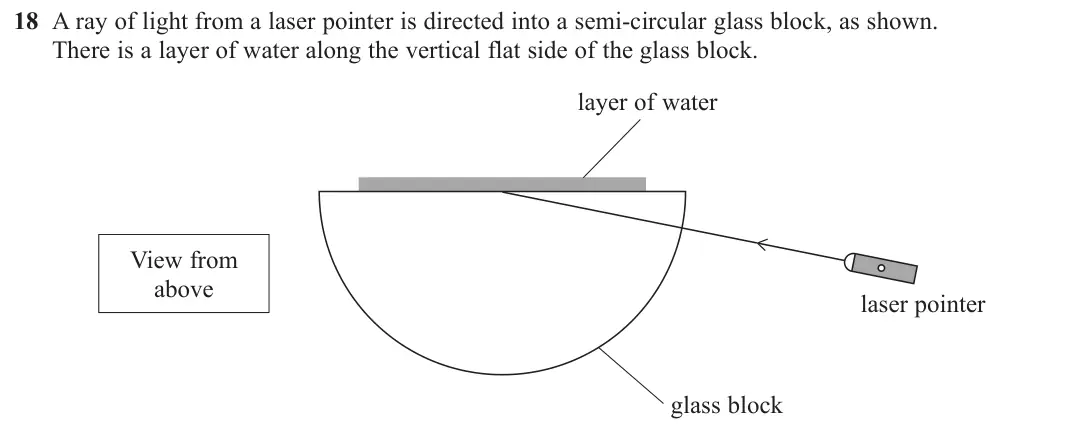 18 A ray of light from a laser pointer is directed into a semi-circular glass block, as shown.
There is a layer of water along the vertical flat side of the glass block.
layer of water
View from
above
laser pointer
glass block